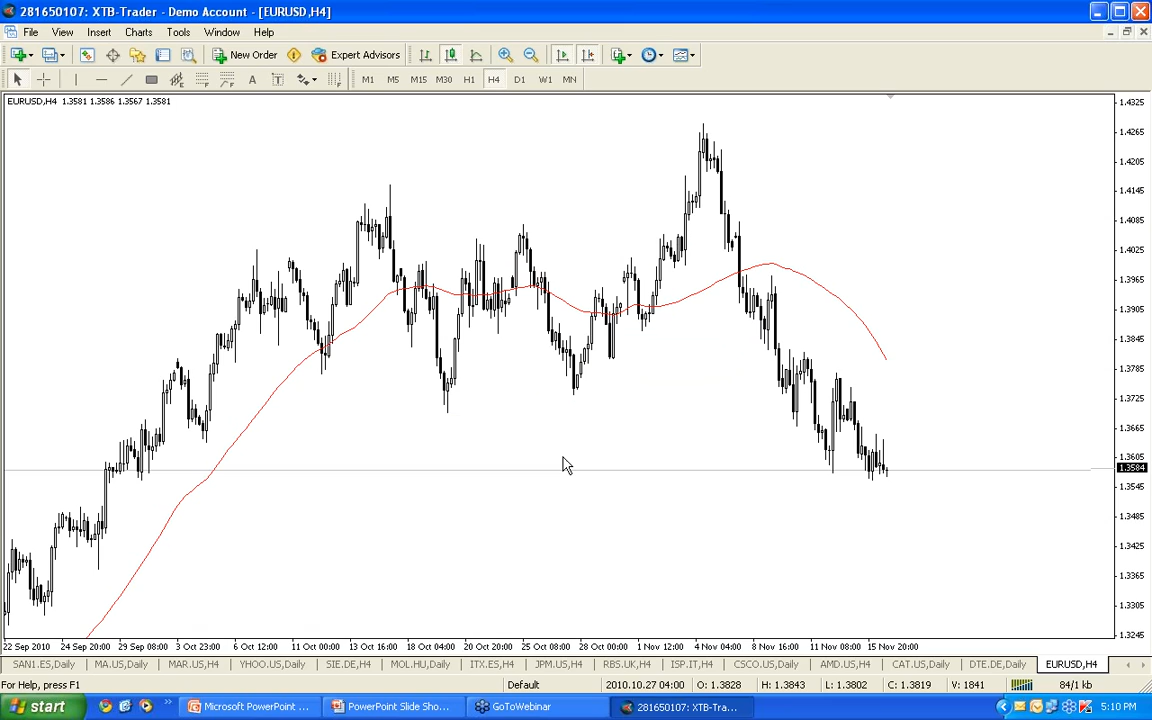 281650107: XTB-Trader - Demo Account - [EURUSD,H4]
File View Insert Charts Tools Window Help
New Order Expert Advisors
A T M1 M5 M15 M30 H1 H4 D1 W1 MN
EURUSD,H4 1.3581 1.3586 1.3567 1.3581
1.4325
1.4265
1.4205
1.4145
1.4085
1.4025
1.3965
1.3905
1.3845
1.3785
1.3725
1.3665
1.3605
1.3584
1.3545
1.3485
1.3425
1.3365
1.3305
1.3245
22 Sep 2010 24 Sep 20:00 29 Sep 08:00 3 Oct 23:00 6 Oct 12:00 11 Oct 00:00 13 Oct 16:00 20 Oct 20:00 25 Oct 08:00 28 Oct 00:00 1 Nov 12:00 4 Nov 04:00 8 Nov 16:00 11 Nov 08:00 15 Nov 20:00
SAN1.ES,Daily MA.US,Daily MAR.US,H4 YHOO.US,Daily SIE.DE,H4 MOL.HU,Daily ITX.ES,H4 JPM.US,Daily RBS.UK,H4 ISP.IT,H4 CSCO.US,Daily AMD.US,H4 CAT.US,Daily DTE.DE,Daily EURUSD,H4
For Help, press F1 Default 2010.10.27 04:00 O: 1.3828 H: 1.3843 L: 1.3802 C: 1.3819 V: 1841 84/1 kb
start Microsoft PowerPoint ... PowerPoint Slide Sho... GoToWebinar 281650107: XTB-Tra... 5:10 PM